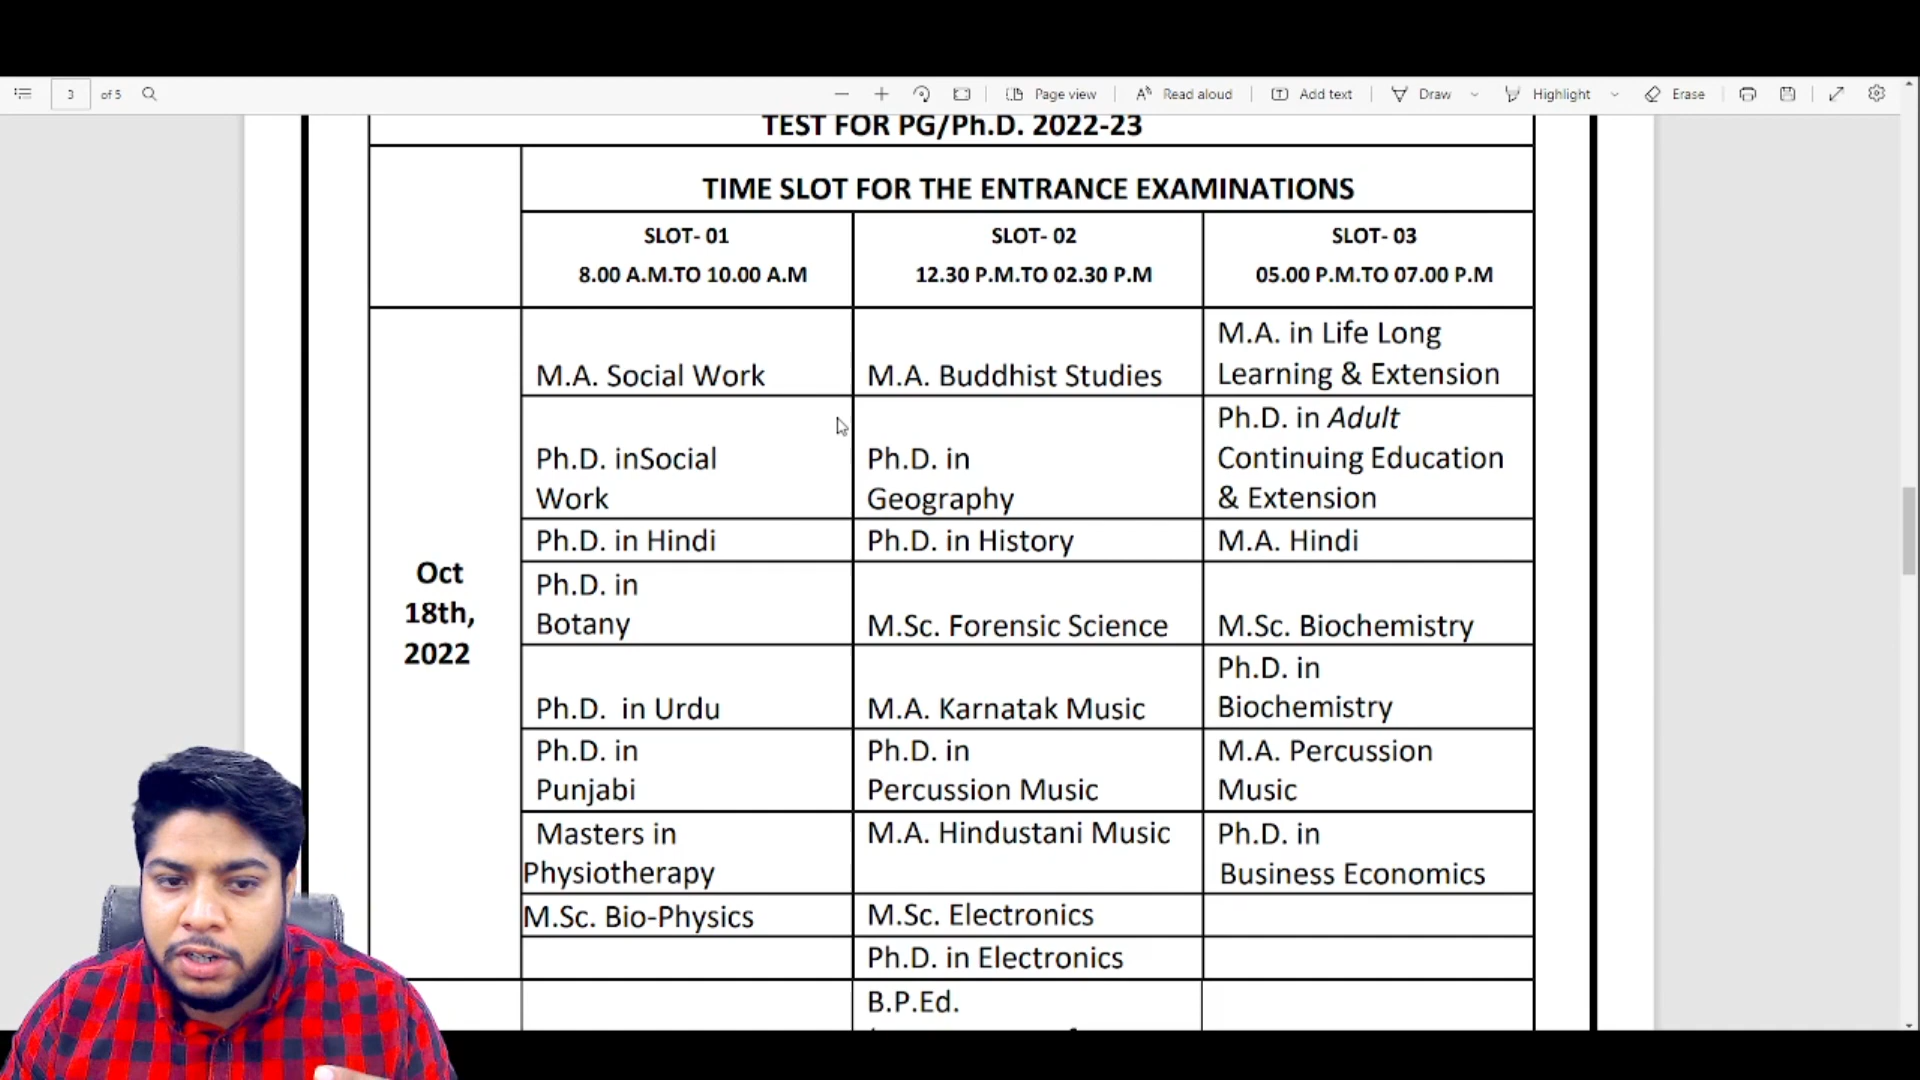 3 of 5 Page view Read aloud Add text Draw Highlight Erase
TEST FOR PG/Ph.D. 2022-23
TIME SLOT FOR THE ENTRANCE EXAMINATIONS
SLOT- 01 SLOT- 02 SLOT- 03
8.00 A.M.TO 10.00 A.M 12.30 P.M.TO 02.30 P.M 05.00 P.M.TO 07.00 P.M
Oct
18th,
2022
M.A. Social Work
M.A. Buddhist Studies
M.A. in Life Long
Learning & Extension
Ph.D. inSocial
Work
Ph.D. in
Geography
Ph.D. in Adult
Continuing Education
& Extension
Ph.D. in Hindi
Ph.D. in History
M.A. Hindi
Ph.D. in
Botany
M.Sc. Forensic Science
M.Sc. Biochemistry
Ph.D.  in Urdu
M.A. Karnatak Music
Ph.D. in
Biochemistry
Ph.D. in
Punjabi
Ph.D. in
Percussion Music
M.A. Percussion
Music
Masters in
Physiotherapy
M.A. Hindustani Music
Ph.D. in
Business Economics
M.Sc. Bio-Physics
M.Sc. Electronics
Ph.D. in Electronics
B.P.Ed.